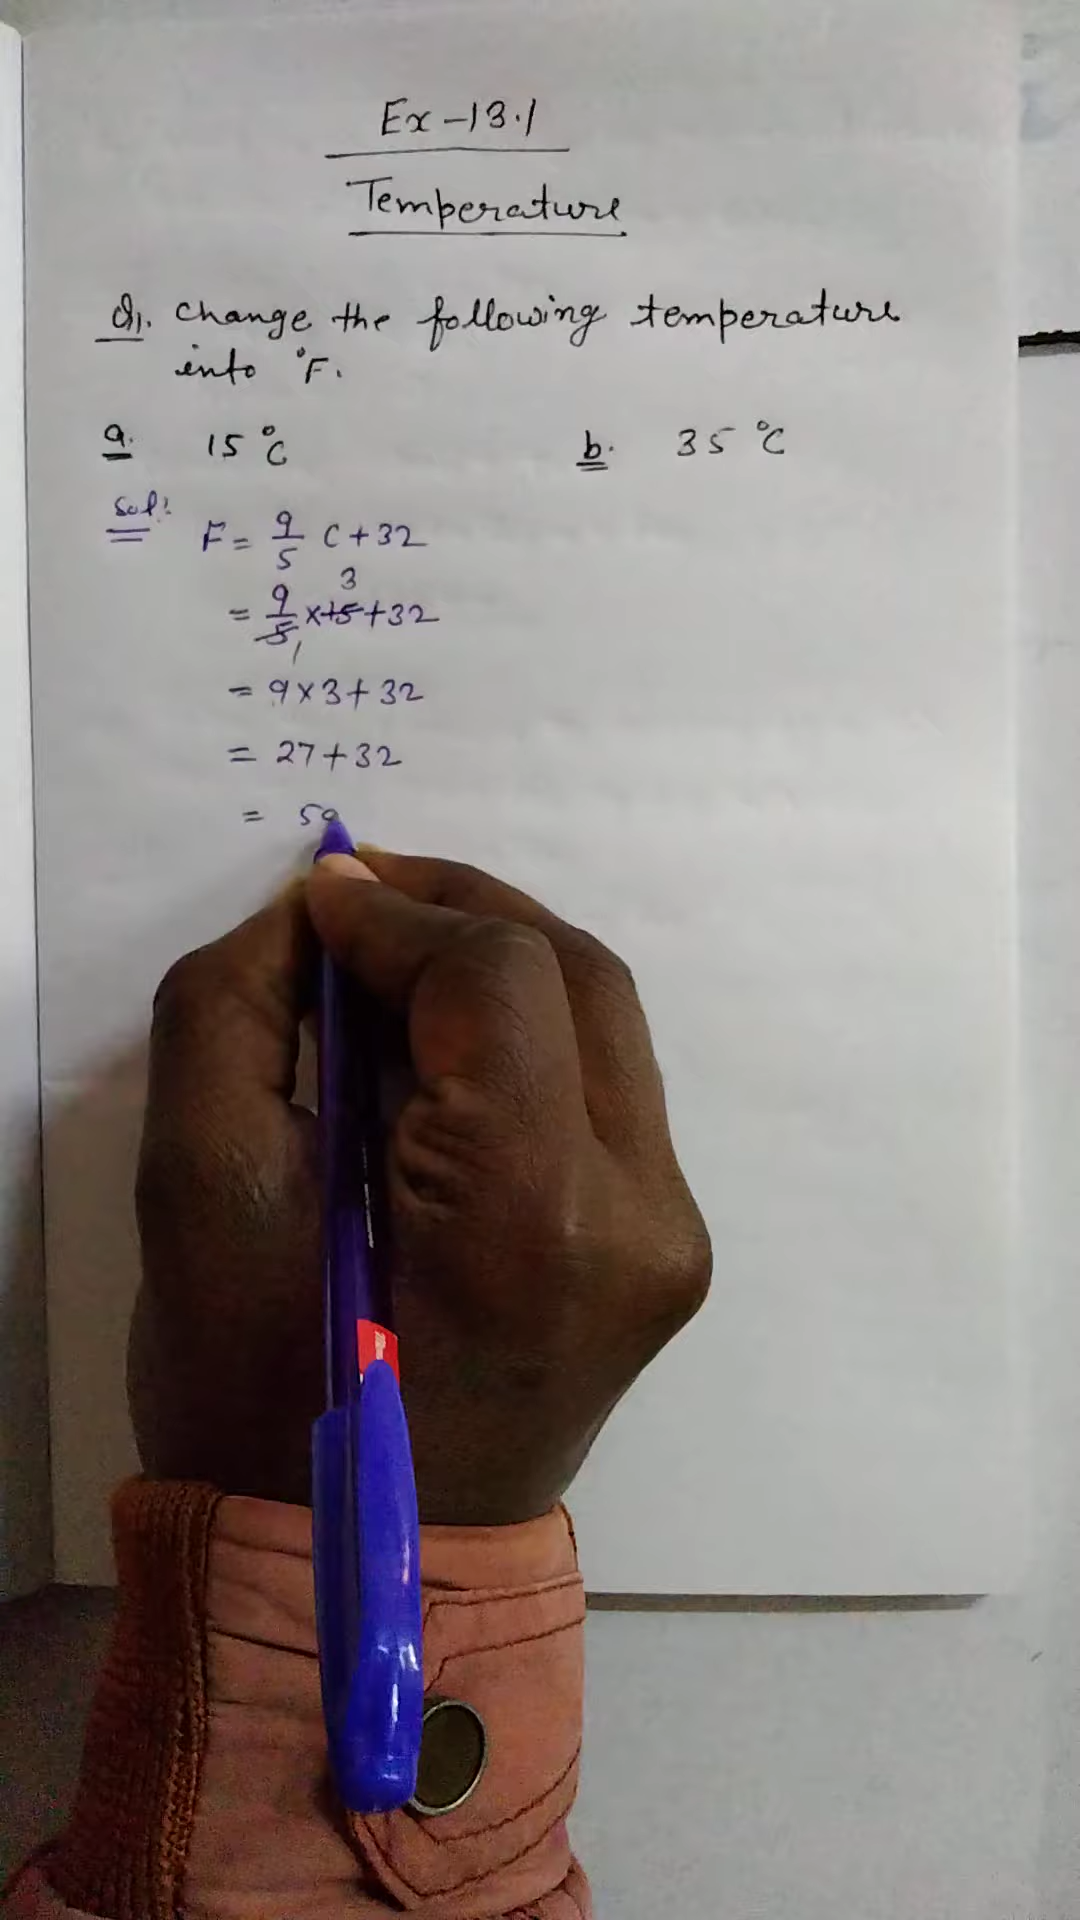 Ex-13.1
Temperature
Q1. Change the following temperature
into °F.
a. 15 °C
b. 35 °C
Sol:
F = 9/5 C + 32
= 9/5 × 15 + 32
3
1
= 9 × 3 + 32
= 27 + 32
= 59